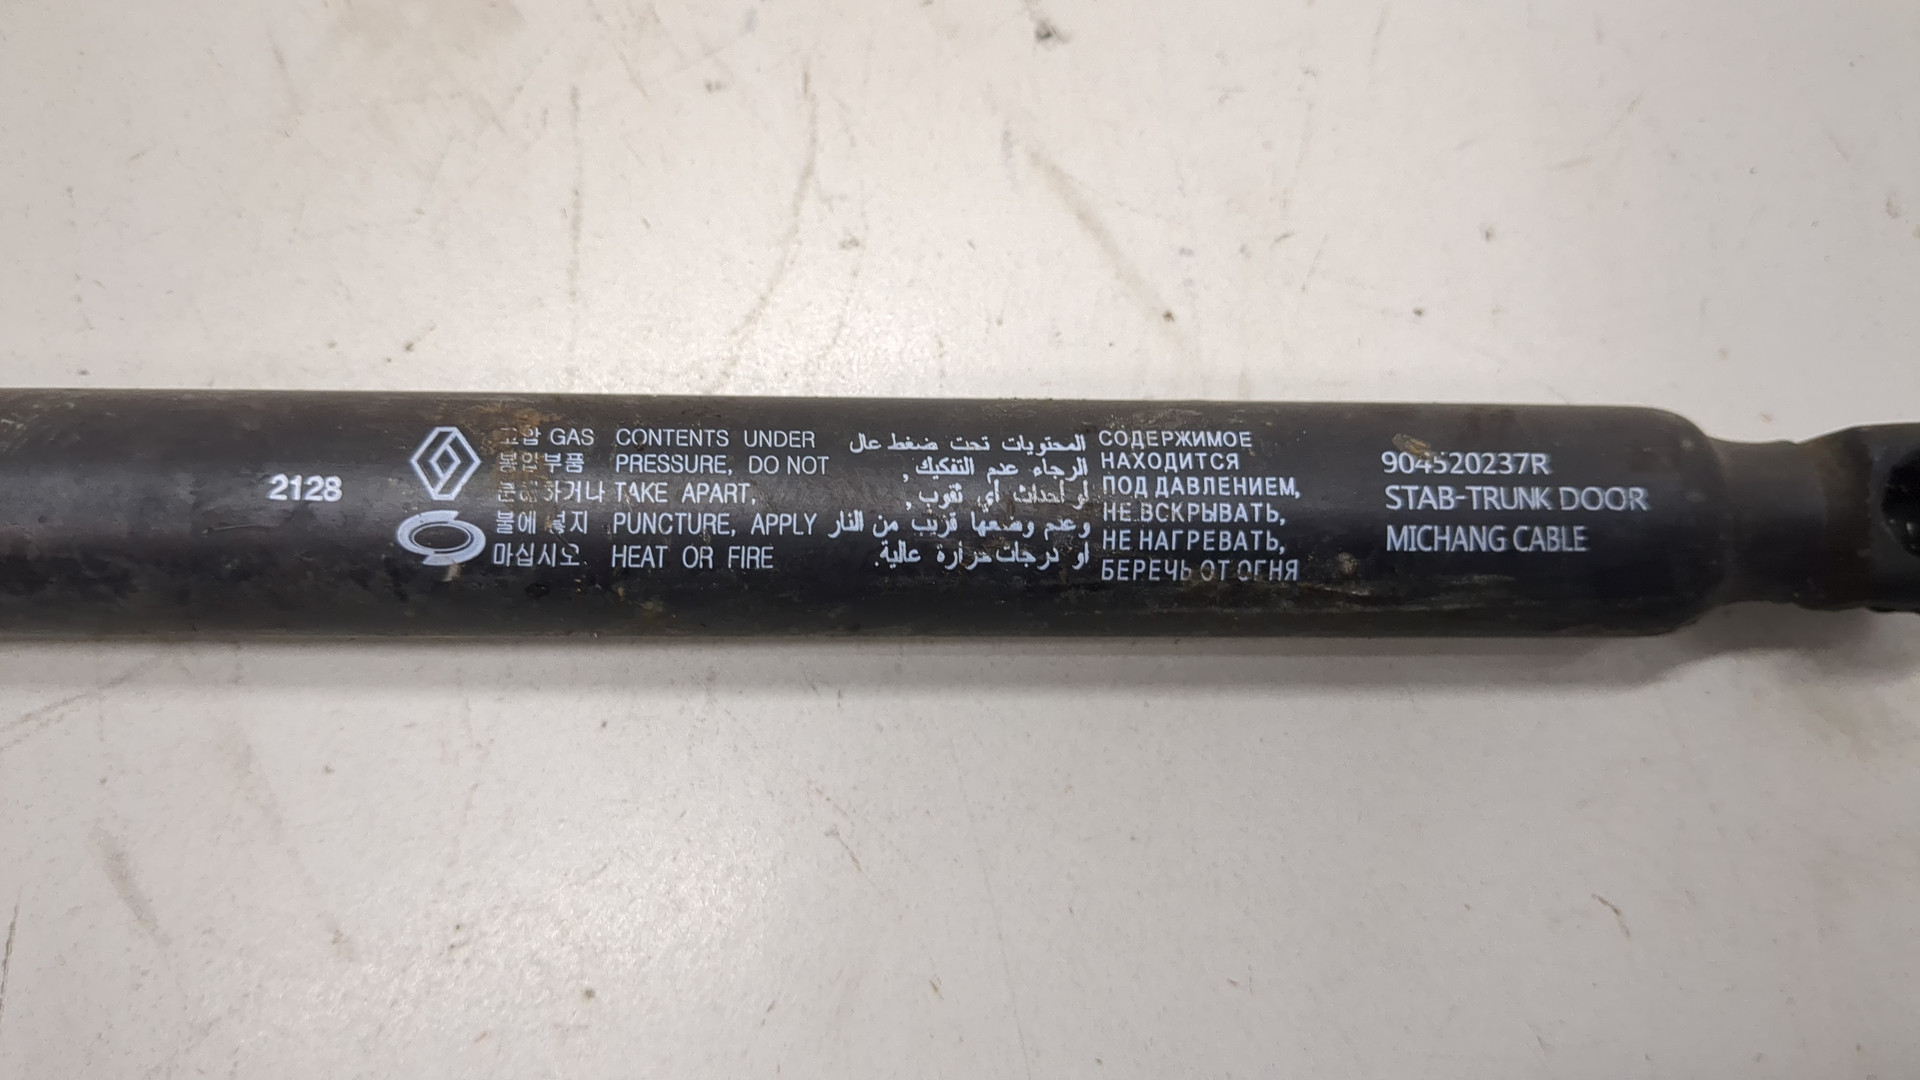 2128
고압 GAS
봉입부품
분해하거나
불에 넣지
마십시오.
CONTENTS UNDER
PRESSURE, DO NOT
TAKE APART,
PUNCTURE, APPLY
HEAT OR FIRE
المحتويات تحت ضغط عال
الرجاء عدم التفكيك,
أو أحداث أي ثقوب,
وعدم وضعها قريب من النار
أو درجات حرارة عالية.
СОДЕРЖИМОЕ
НАХОДИТСЯ
ПОД ДАВЛЕНИЕМ,
НЕ ВСКРЫВАТЬ,
НЕ НАГРЕВАТЬ,
БЕРЕЧЬ ОТ ОГНЯ
904520237R
STAB-TRUNK DOOR
MICHANG CABLE